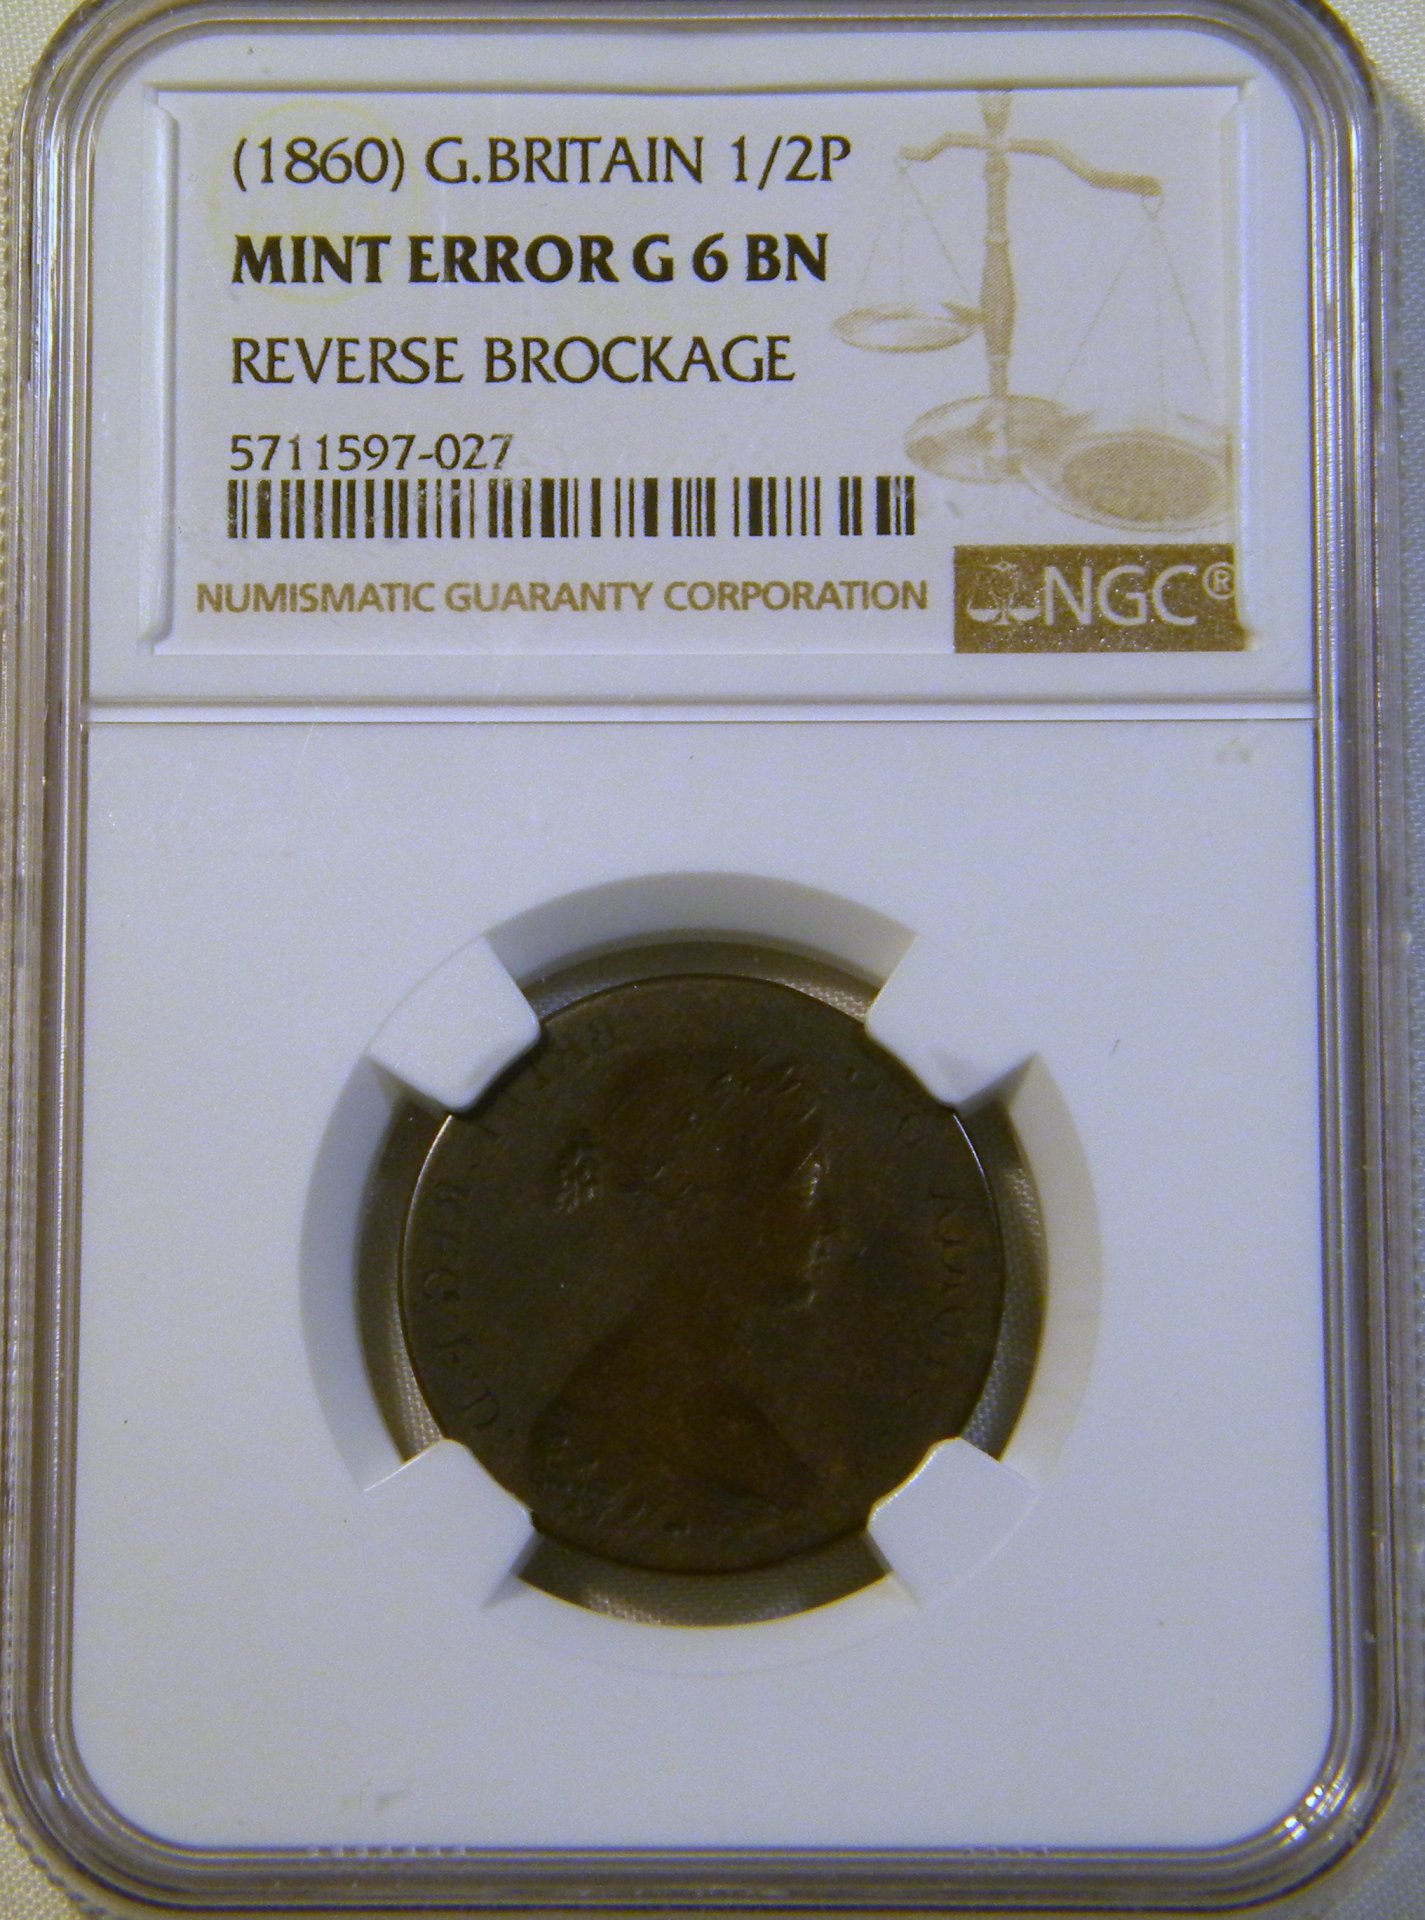 (1860) G.BRITAIN 1/2P
MINT ERROR G 6 BN
REVERSE BROCKAGE
5711597-027
NUMISMATIC GUARANTY CORPORATION
NGC®